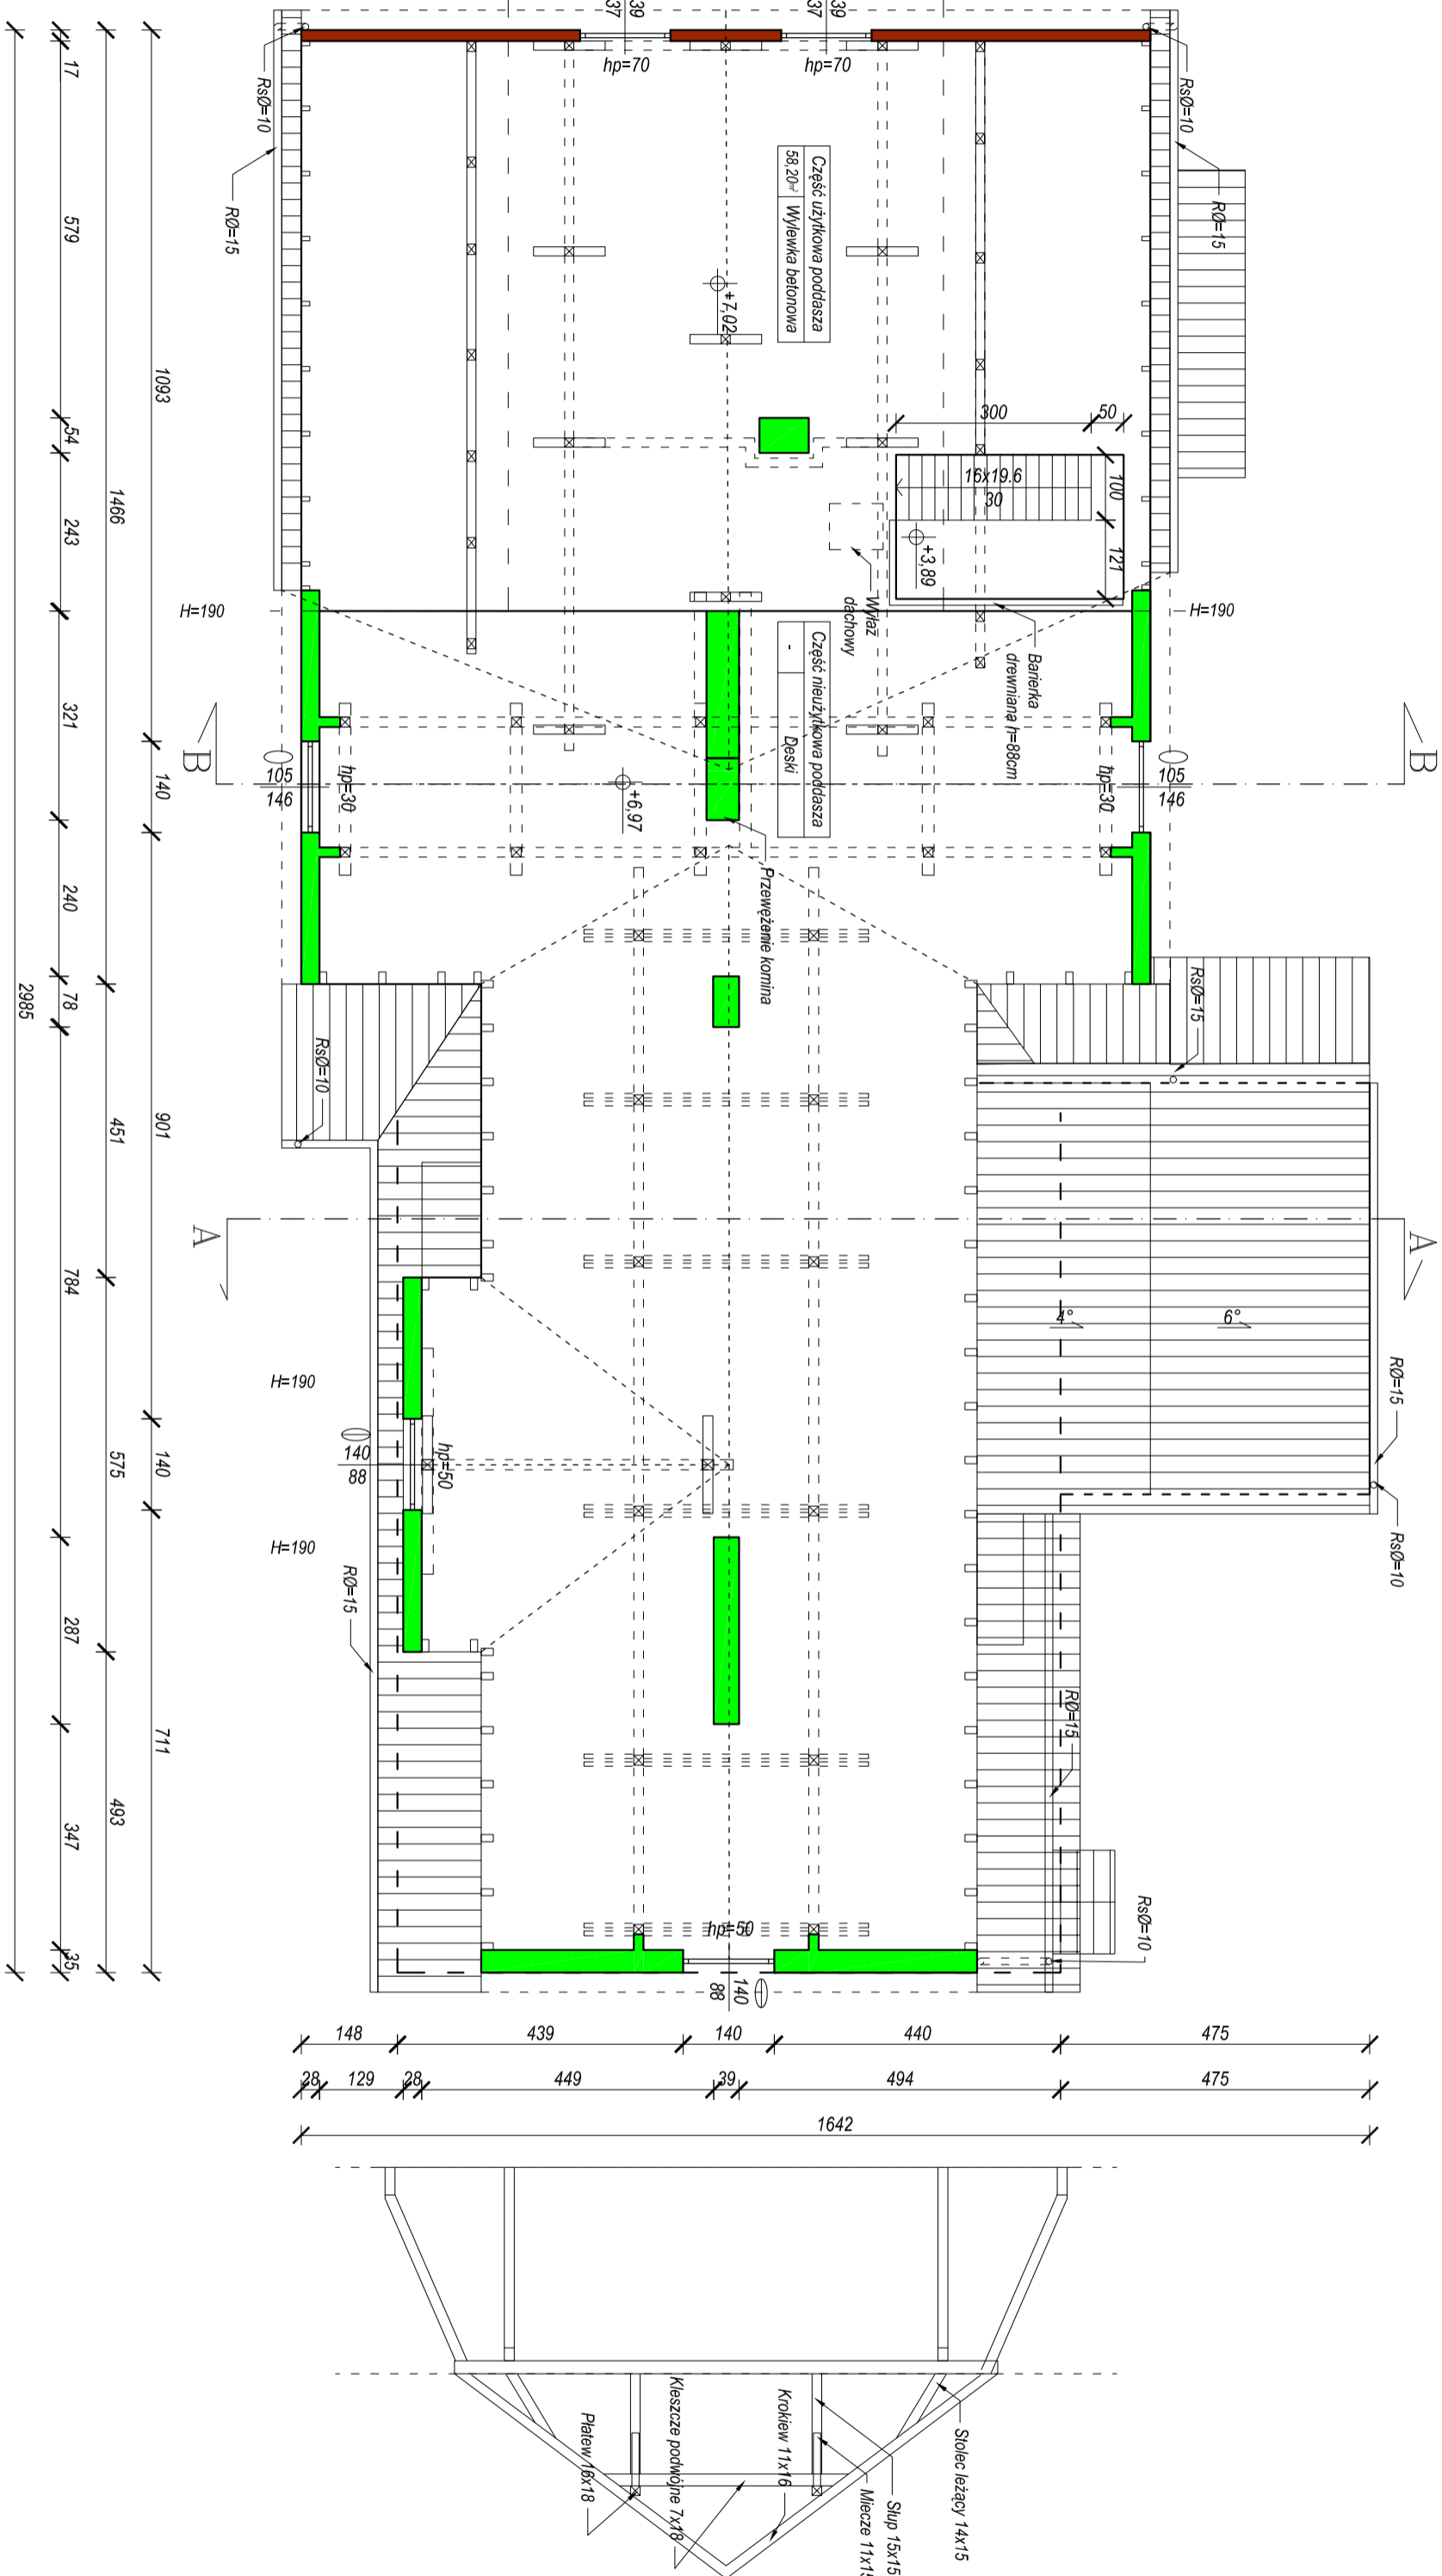 39
37
39
37
hp=70
hp=70
RsØ=10
RØ=15
RsØ=10
RØ=15
Część użytkowa poddasza
58,20m² Wylewka betonowa
+7,02
300
50
16x19.6
30
100
121
+3,89
Wyłaz
dachowy
Barierka
drewniana h=88cm
H=190
H=190
Część nieużytkowa poddasza
- Deski
B
B
105
146
hp=30
105
146
hp=30
+6,97
Przewężenie komina
RsØ=15
RsØ=10
A
A
4°
6°
RØ=15
RsØ=10
H=190
140
88
hp=50
H=190
RØ=15
RØ=15
RsØ=10
hp=50
140
88
17
579
54
243
321
240
78
784
287
347
35
1093
140
901
140
711
1466
451
575
493
2985
148
439
140
440
475
28
129
28
449
39
494
475
1642
Stolec leżący 14x15
Słup 15x15
Miecze 11x15
Krokiew 11x16
Kleszcze podwójne 7x18
Płatew 16x18